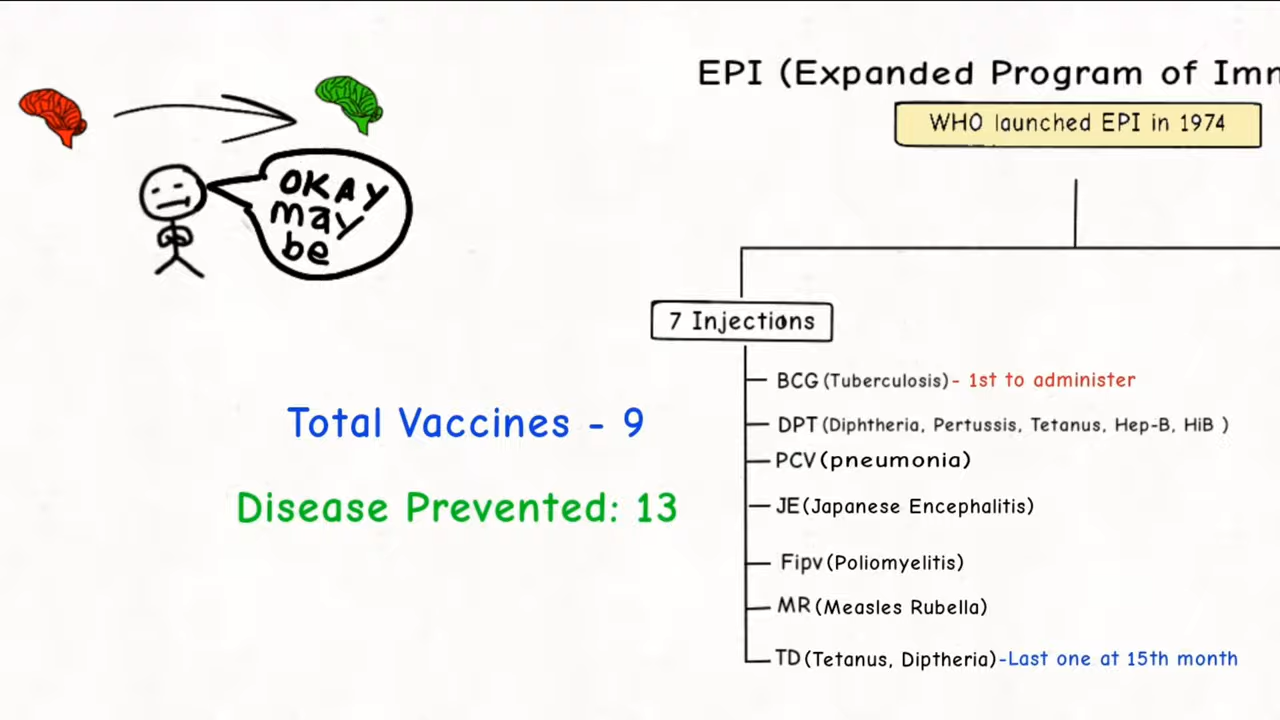 EPI (Expanded Program of Imm
WHO launched EPI in 1974
OKAY
may
be
7 Injections
BCG (Tuberculosis) - 1st to administer
DPT (Diphtheria, Pertussis, Tetanus, Hep-B, HiB )
PCV (pneumonia)
JE (Japanese Encephalitis)
Fipv (Poliomyelitis)
MR (Measles Rubella)
TD (Tetanus, Diptheria) -Last one at 15th month
Total Vaccines - 9
Disease Prevented: 13